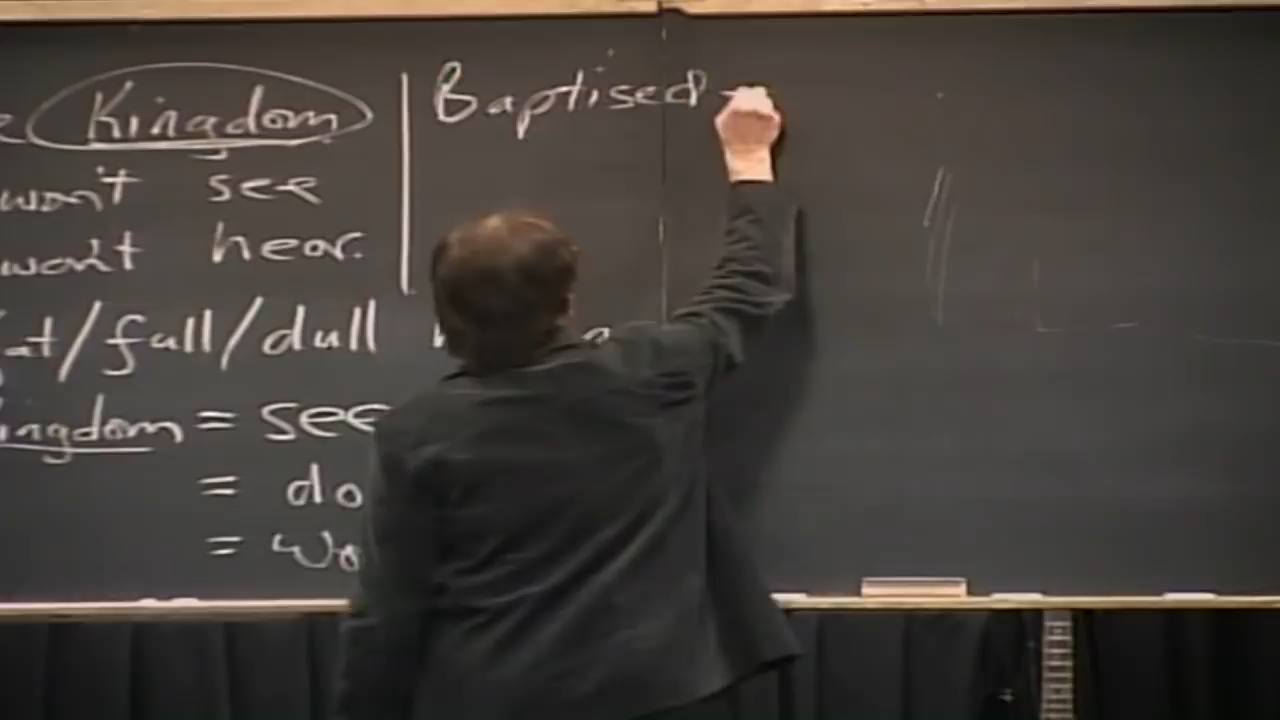 Kingdom
Baptised
won't see
won't hear.
at/full/dull
ingdom = see
= do
= wo